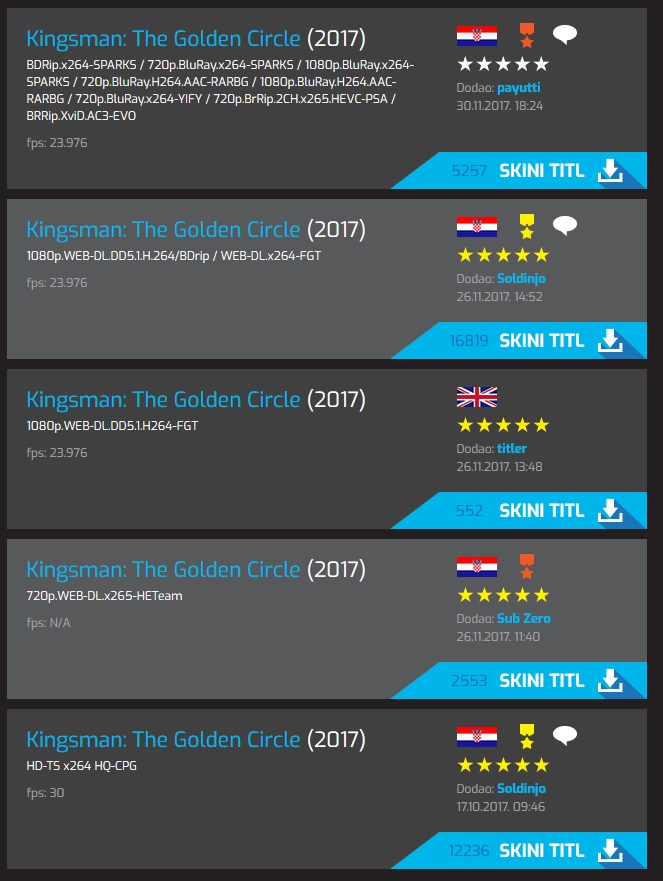 Kingsman: The Golden Circle (2017)
BDRip.x264-SPARKS / 720p.BluRay.x264-SPARKS / 1080p.BluRay.x264-
SPARKS / 720p.BluRay.H264.AAC-RARBG / 1080p.BluRay.H264.AAC-
RARBG / 720p.BluRay.x264-YIFY / 720p.BrRip.2CH.x265.HEVC-PSA /
BRRip.XviD.AC3-EVO
fps: 23.976
Dodao: payutti
30.11.2017. 18:24
5257 SKINI TITL
Kingsman: The Golden Circle (2017)
1080p.WEB-DL.DD5.1.H.264/BDrip / WEB-DL.x264-FGT
fps: 23.976
Dodao: Soldinjo
26.11.2017. 14:52
16819 SKINI TITL
Kingsman: The Golden Circle (2017)
1080p.WEB-DL.DD5.1.H264-FGT
fps: 23.976
Dodao: titler
26.11.2017. 13:48
552 SKINI TITL
Kingsman: The Golden Circle (2017)
720p.WEB-DL.x265-HETeam
fps: N/A
Dodao: Sub Zero
26.11.2017. 11:40
2553 SKINI TITL
Kingsman: The Golden Circle (2017)
HD-TS x264 HQ-CPG
fps: 30
Dodao: Soldinjo
17.10.2017. 09:46
12236 SKINI TITL